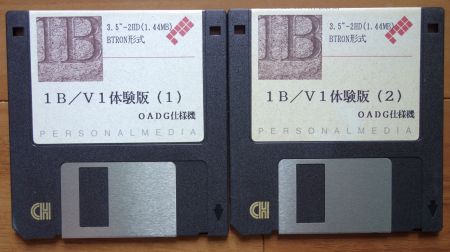 1B
3.5"-2HD(1.44MB)
BTRON形式
1B／V1体験版（1）
OADG仕様機
PERSONALMEDIA
1B
3.5"-2HD(1.44MB)
BTRON形式
1B／V1体験版（2）
OADG仕様機
PERSONALMEDIA